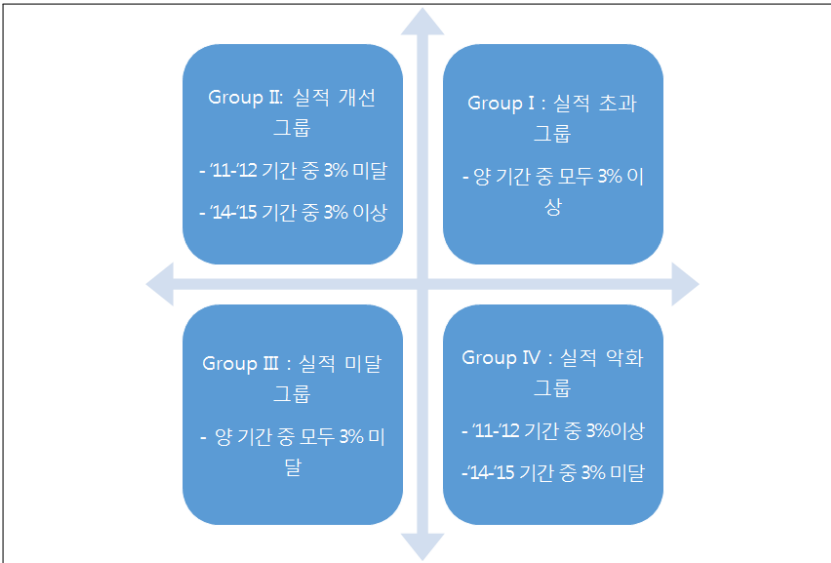 Group Ⅱ: 실적 개선
그룹
- '11-'12 기간 중 3% 미달
- '14-'15 기간 중 3% 이상
Group Ⅰ : 실적 초과
그룹
- 양 기간 중 모두 3% 이
상
Group Ⅲ : 실적 미달
그룹
- 양 기간 중 모두 3% 미
달
Group Ⅳ : 실적 악화
그룹
- '11-'12 기간 중 3%이상
-'14-'15 기간 중 3% 미달